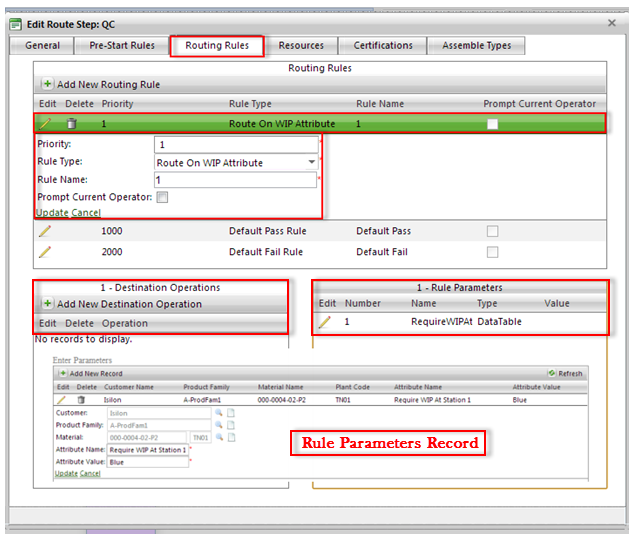 Edit Route Step: QC
General Pre-Start Rules Routing Rules Resources Certifications Assemble Types
Routing Rules
Add New Routing Rule
Edit Delete Priority Rule Type Rule Name Prompt Current Operator
1 Route On WIP Attribute 1
Priority: 1 *
Rule Type: Route On WIP Attribute *
Rule Name: 1 *
Prompt Current Operator:
Update Cancel
1000 Default Pass Rule Default Pass
2000 Default Fail Rule Default Fail
1 - Destination Operations
Add New Destination Operation
Edit Delete Operation
No records to display.
1 - Rule Parameters
Edit Number Name Type Value
1 RequireWIPAt DataTable
Enter Parameters
Add New Record Refresh
Edit Delete Customer Name Product Family Material Name Plant Code Attribute Name Attribute Value
Isilon A-ProdFam1 000-0004-02-P2 TN01 Require WIP At Station 1 Blue
Customer: Isilon
Product Family: A-ProdFam1
Material: 000-0004-02-P2 TN01
Attribute Name: Require WIP At Station 1 *
Attribute Value: Blue *
Update Cancel
Rule Parameters Record